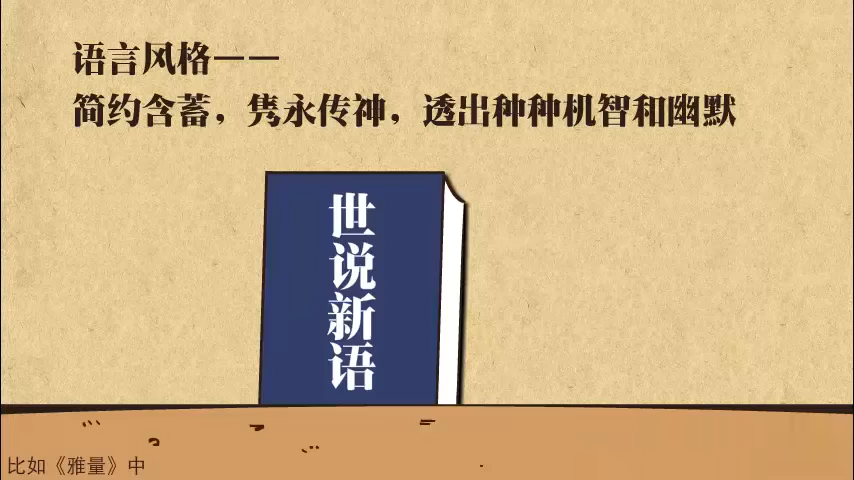 语言风格——
简约含蓄，隽永传神，透出种种机智和幽默
世说新语
比如《雅量》中